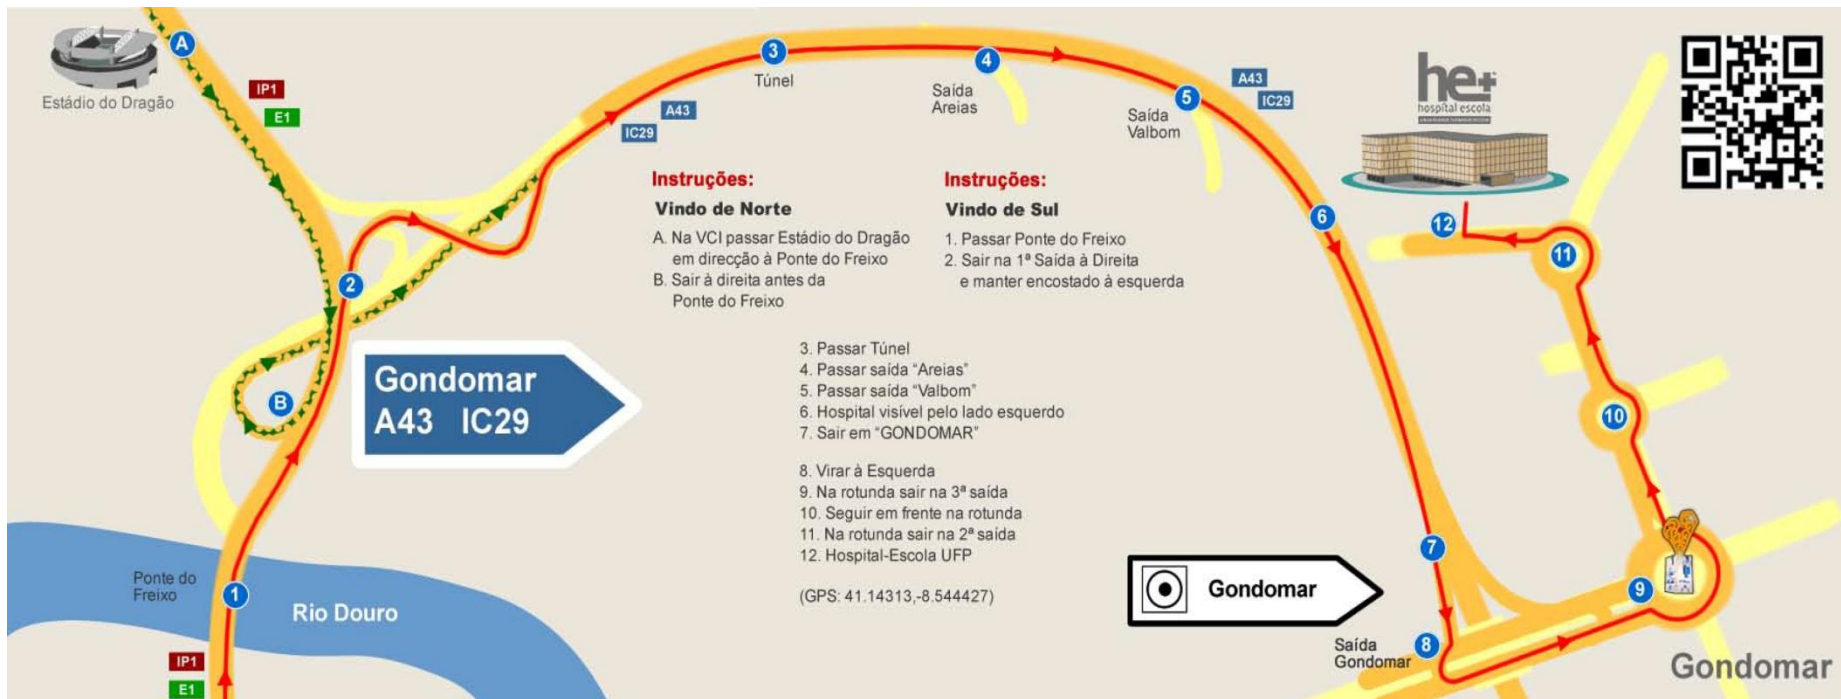 A
Estádio do Dragão
IP1
E1
3
Túnel
A43
IC29
4
Saída
Areias
5
Saída
Valbom
A43
IC29
he+
hospital escola
Instruções:
Vindo de Norte
A. Na VCI passar Estádio do Dragão
em direcção à Ponte do Freixo
B. Sair à direita antes da
Ponte do Freixo
Instruções:
Vindo de Sul
1. Passar Ponte do Freixo
2. Sair na 1ª Saída à Direita
e manter encostado à esquerda
6
12
11
2
3. Passar Túnel
4. Passar saída “Areias”
5. Passar saída “Valbom”
6. Hospital visível pelo lado esquerdo
7. Sair em “GONDOMAR”
8. Virar à Esquerda
9. Na rotunda sair na 3ª saída
10. Seguir em frente na rotunda
11. Na rotunda sair na 2ª saída
12. Hospital-Escola UFP
(GPS: 41.14313,-8.544427)
Gondomar
A43 IC29
B
10
7
Gondomar
9
Ponte do
Freixo
1
Rio Douro
8
Saída
Gondomar
IP1
E1
Gondomar